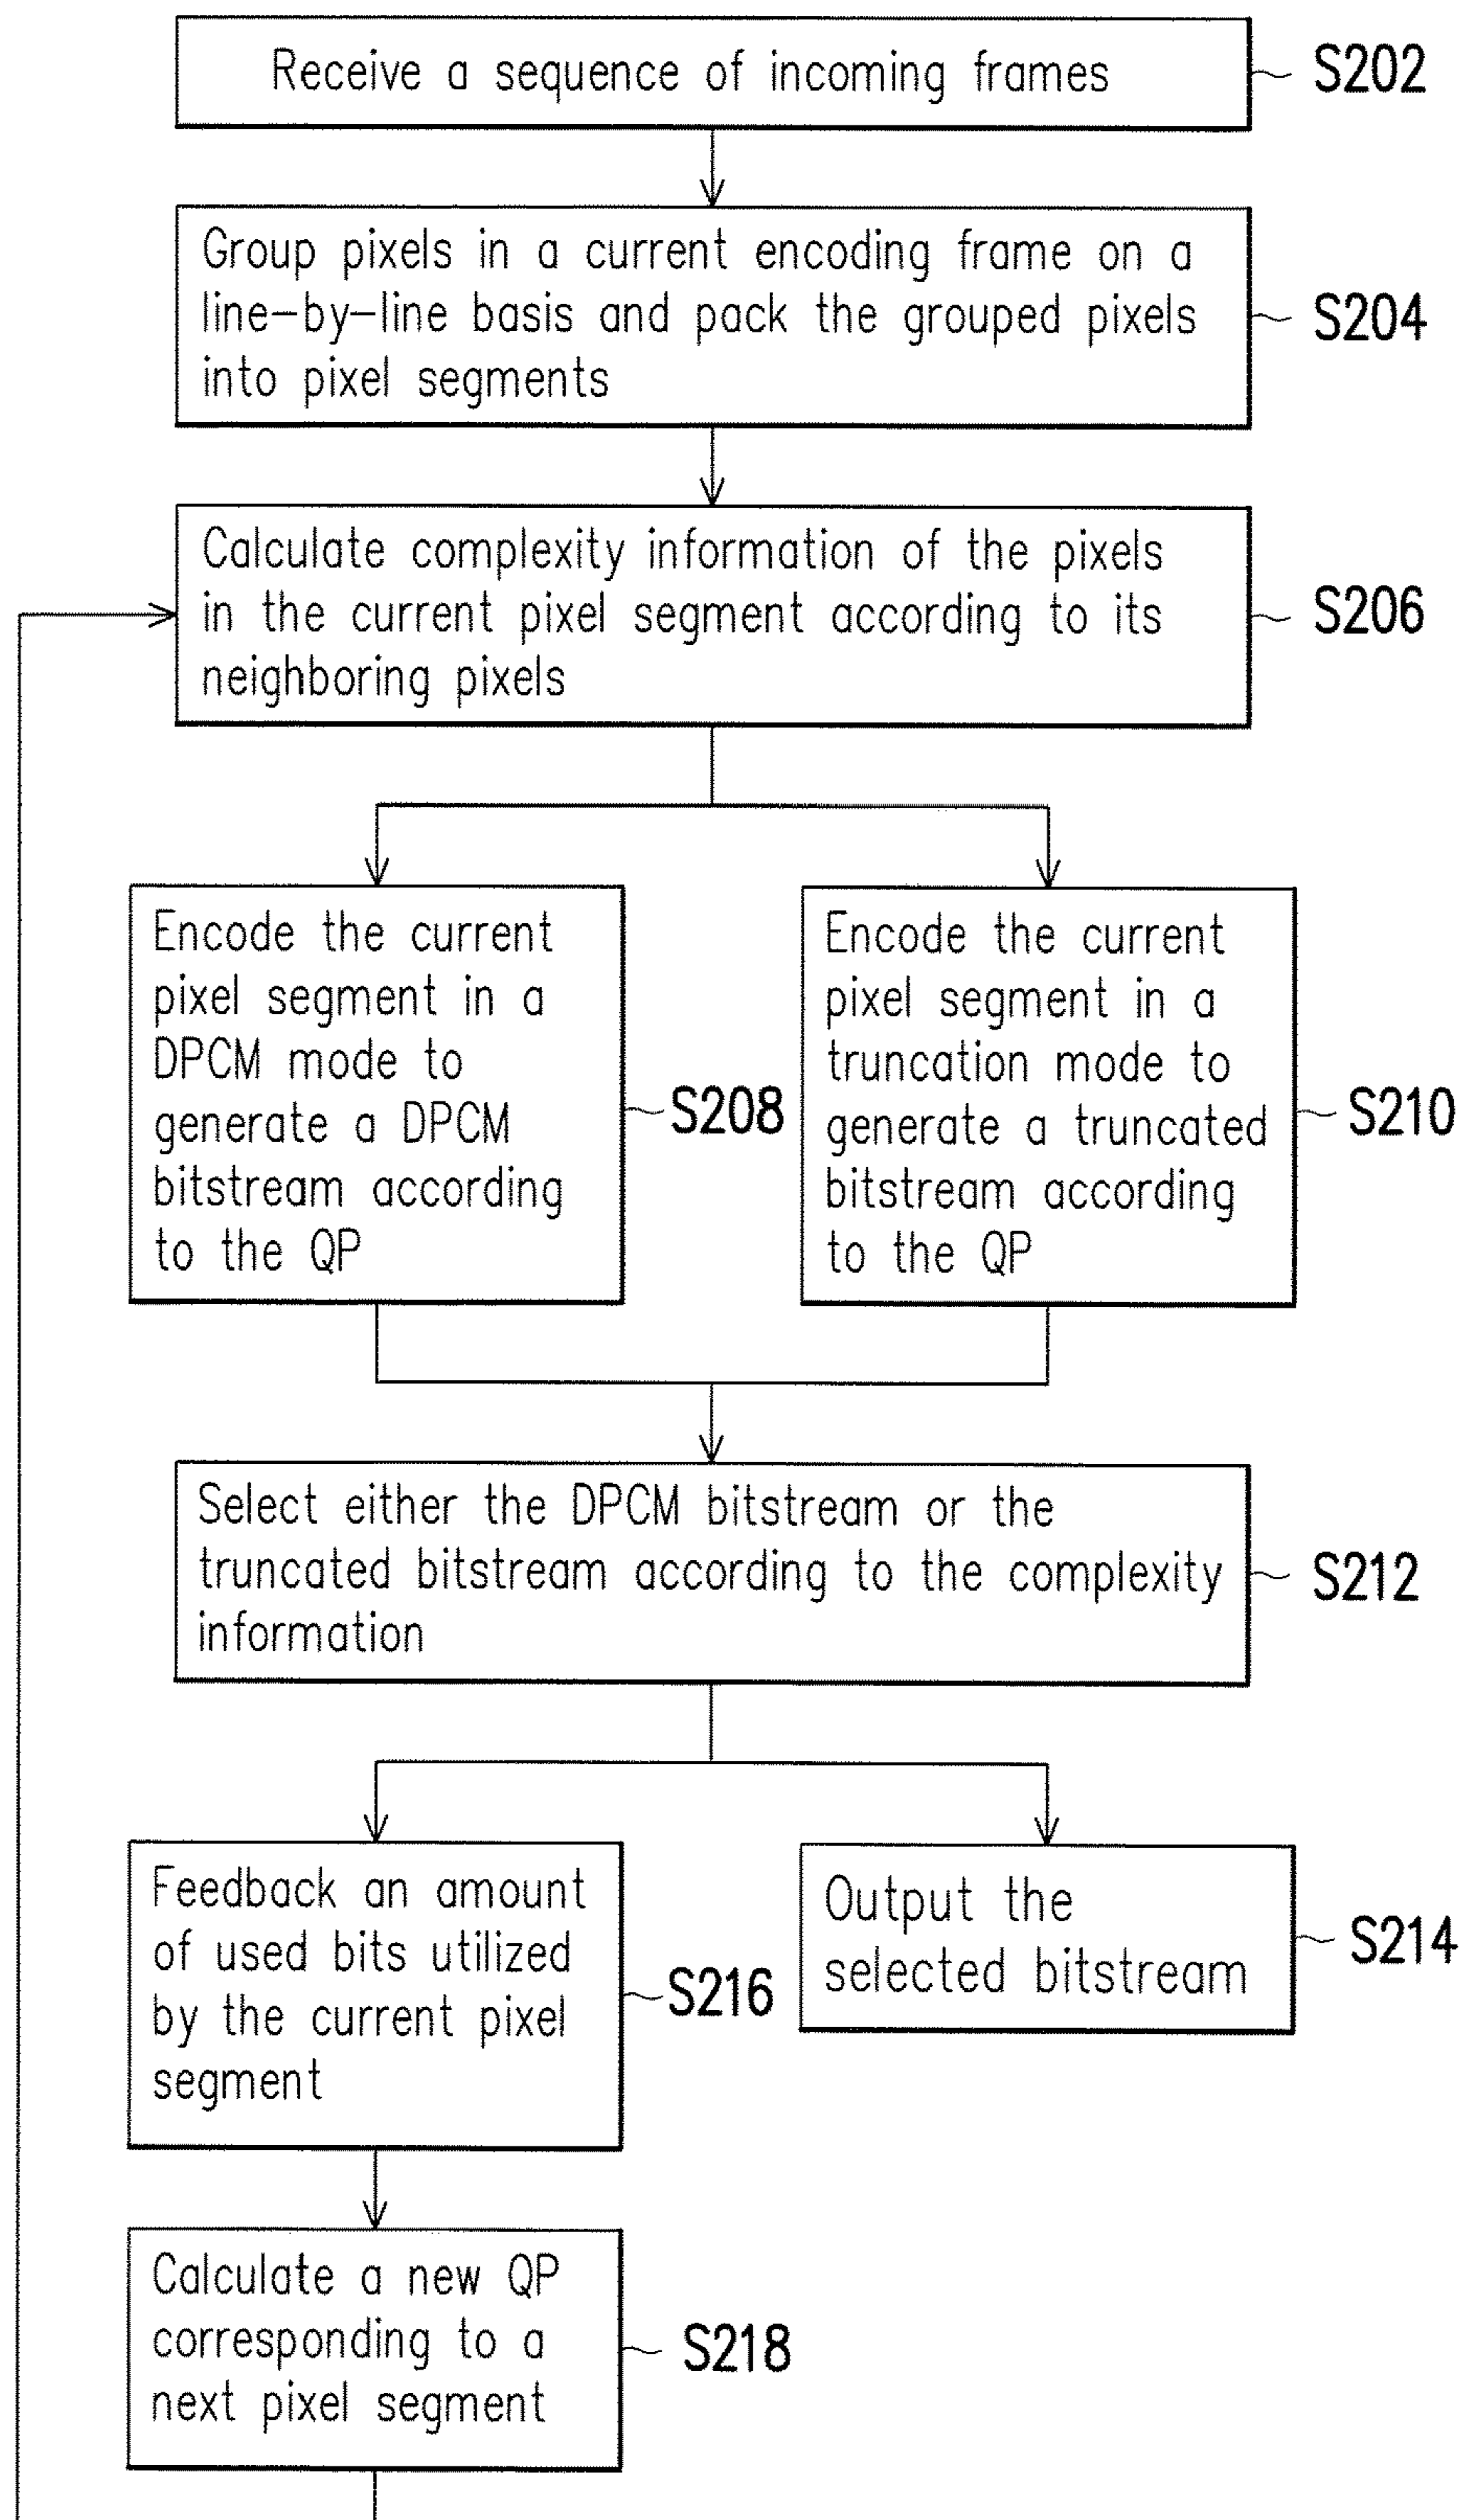 Receive a sequence of incoming frames
S202
Group pixels in a current encoding frame on a
line-by-line basis and pack the grouped pixels
into pixel segments
S204
Calculate complexity information of the pixels
in the current pixel segment according to its
neighboring pixels
S206
Encode the current
pixel segment in a
DPCM mode to
generate a DPCM
bitstream according
to the QP
S208
Encode the current
pixel segment in a
truncation mode to
generate a truncated
bitstream according
to the QP
S210
Select either the DPCM bitstream or the
truncated bitstream according to the complexity
information
S212
Feedback an amount
of used bits utilized
by the current pixel
segment
S216
Output the
selected bitstream
S214
Calculate a new QP
corresponding to a
next pixel segment
S218